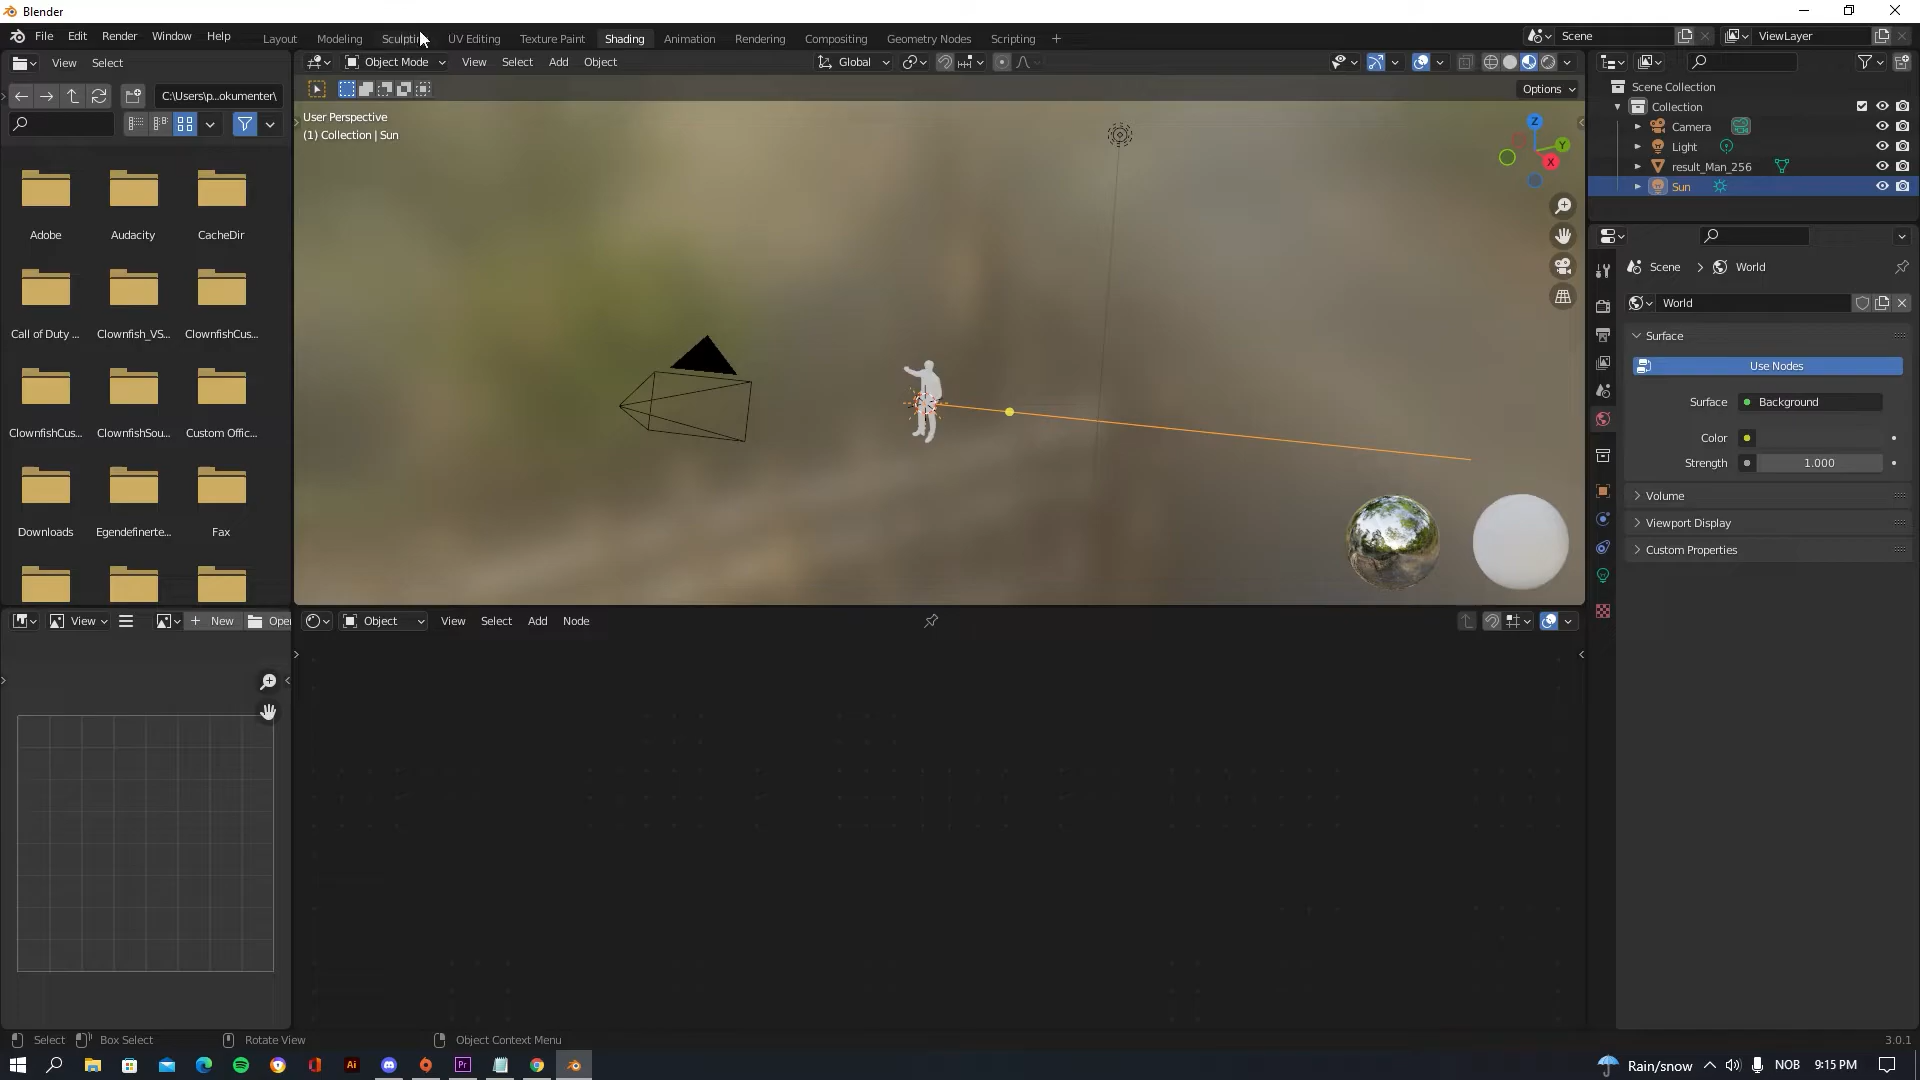 Blender
File Edit Render Window Help Layout Modeling Sculpti UV Editing Texture Paint Shading Animation Rendering Compositing Geometry Nodes Scripting + Scene ViewLayer
View Select
C:\Users\p...okumenter\
Object Mode View Select Add Object Global
Options
User Perspective
(1) Collection | Sun
Z
Y
X
Adobe Audacity CacheDir
Call of Duty ... Clownfish_VS... ClownfishCus...
ClownfishCus... ClownfishSou... Custom Offic...
Downloads Egendefinerte... Fax
Scene Collection
Collection
Camera
Light
result_Man_256
Sun
Scene > World
World
Surface
Use Nodes
Surface Background
Color
Strength 1.000
Volume
Viewport Display
Custom Properties
View + New Open
Object View Select Add Node
Select Box Select Rotate View Object Context Menu 3.0.1
Ai Pr Rain/snow NOB 9:15 PM